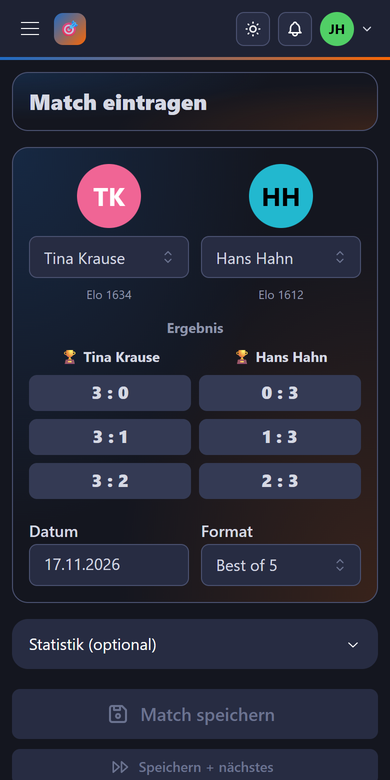 JH
Match eintragen
TK HH
Tina Krause Hans Hahn
Elo 1634 Elo 1612
Ergebnis
Tina Krause Hans Hahn
3 : 0 0 : 3
3 : 1 1 : 3
3 : 2 2 : 3
Datum Format
17.11.2026 Best of 5
Statistik (optional)
Match speichern
Speichern + nächstes